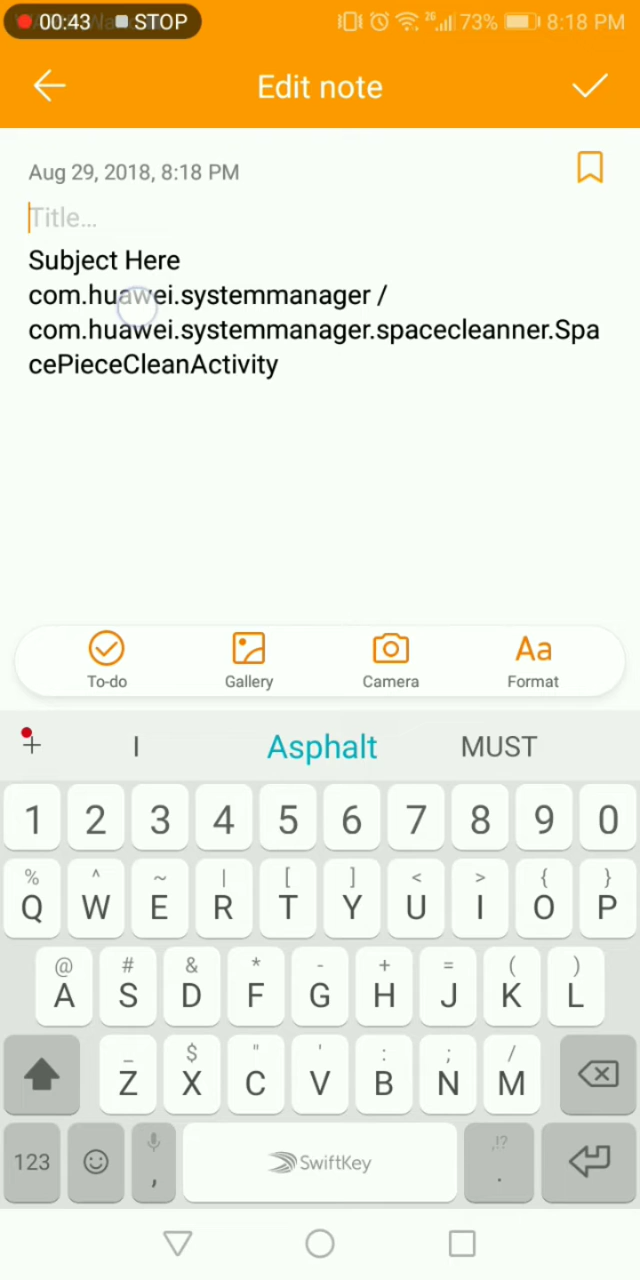 00:43 STOP 26 73% 8:18 PM
Edit note
Aug 29, 2018, 8:18 PM
Title...
Subject Here
com.huawei.systemmanager /
com.huawei.systemmanager.spacecleanner.Spa
cePieceCleanActivity
To-do Gallery Camera Aa Format
+ I Asphalt MUST
1 2 3 4 5 6 7 8 9 0
% ^ ~ | [ ] < > { }
Q W E R T Y U I O P
@ # & * - + = ( )
A S D F G H J K L
_ $ " ' : ; /
Z X C V B N M
123 , SwiftKey ,!? .